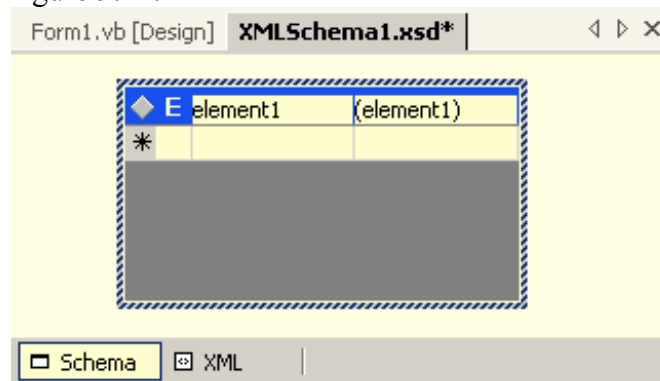 Form1.vb [Design] XMLSchema1.xsd*
E element1 (element1)
Schema XML